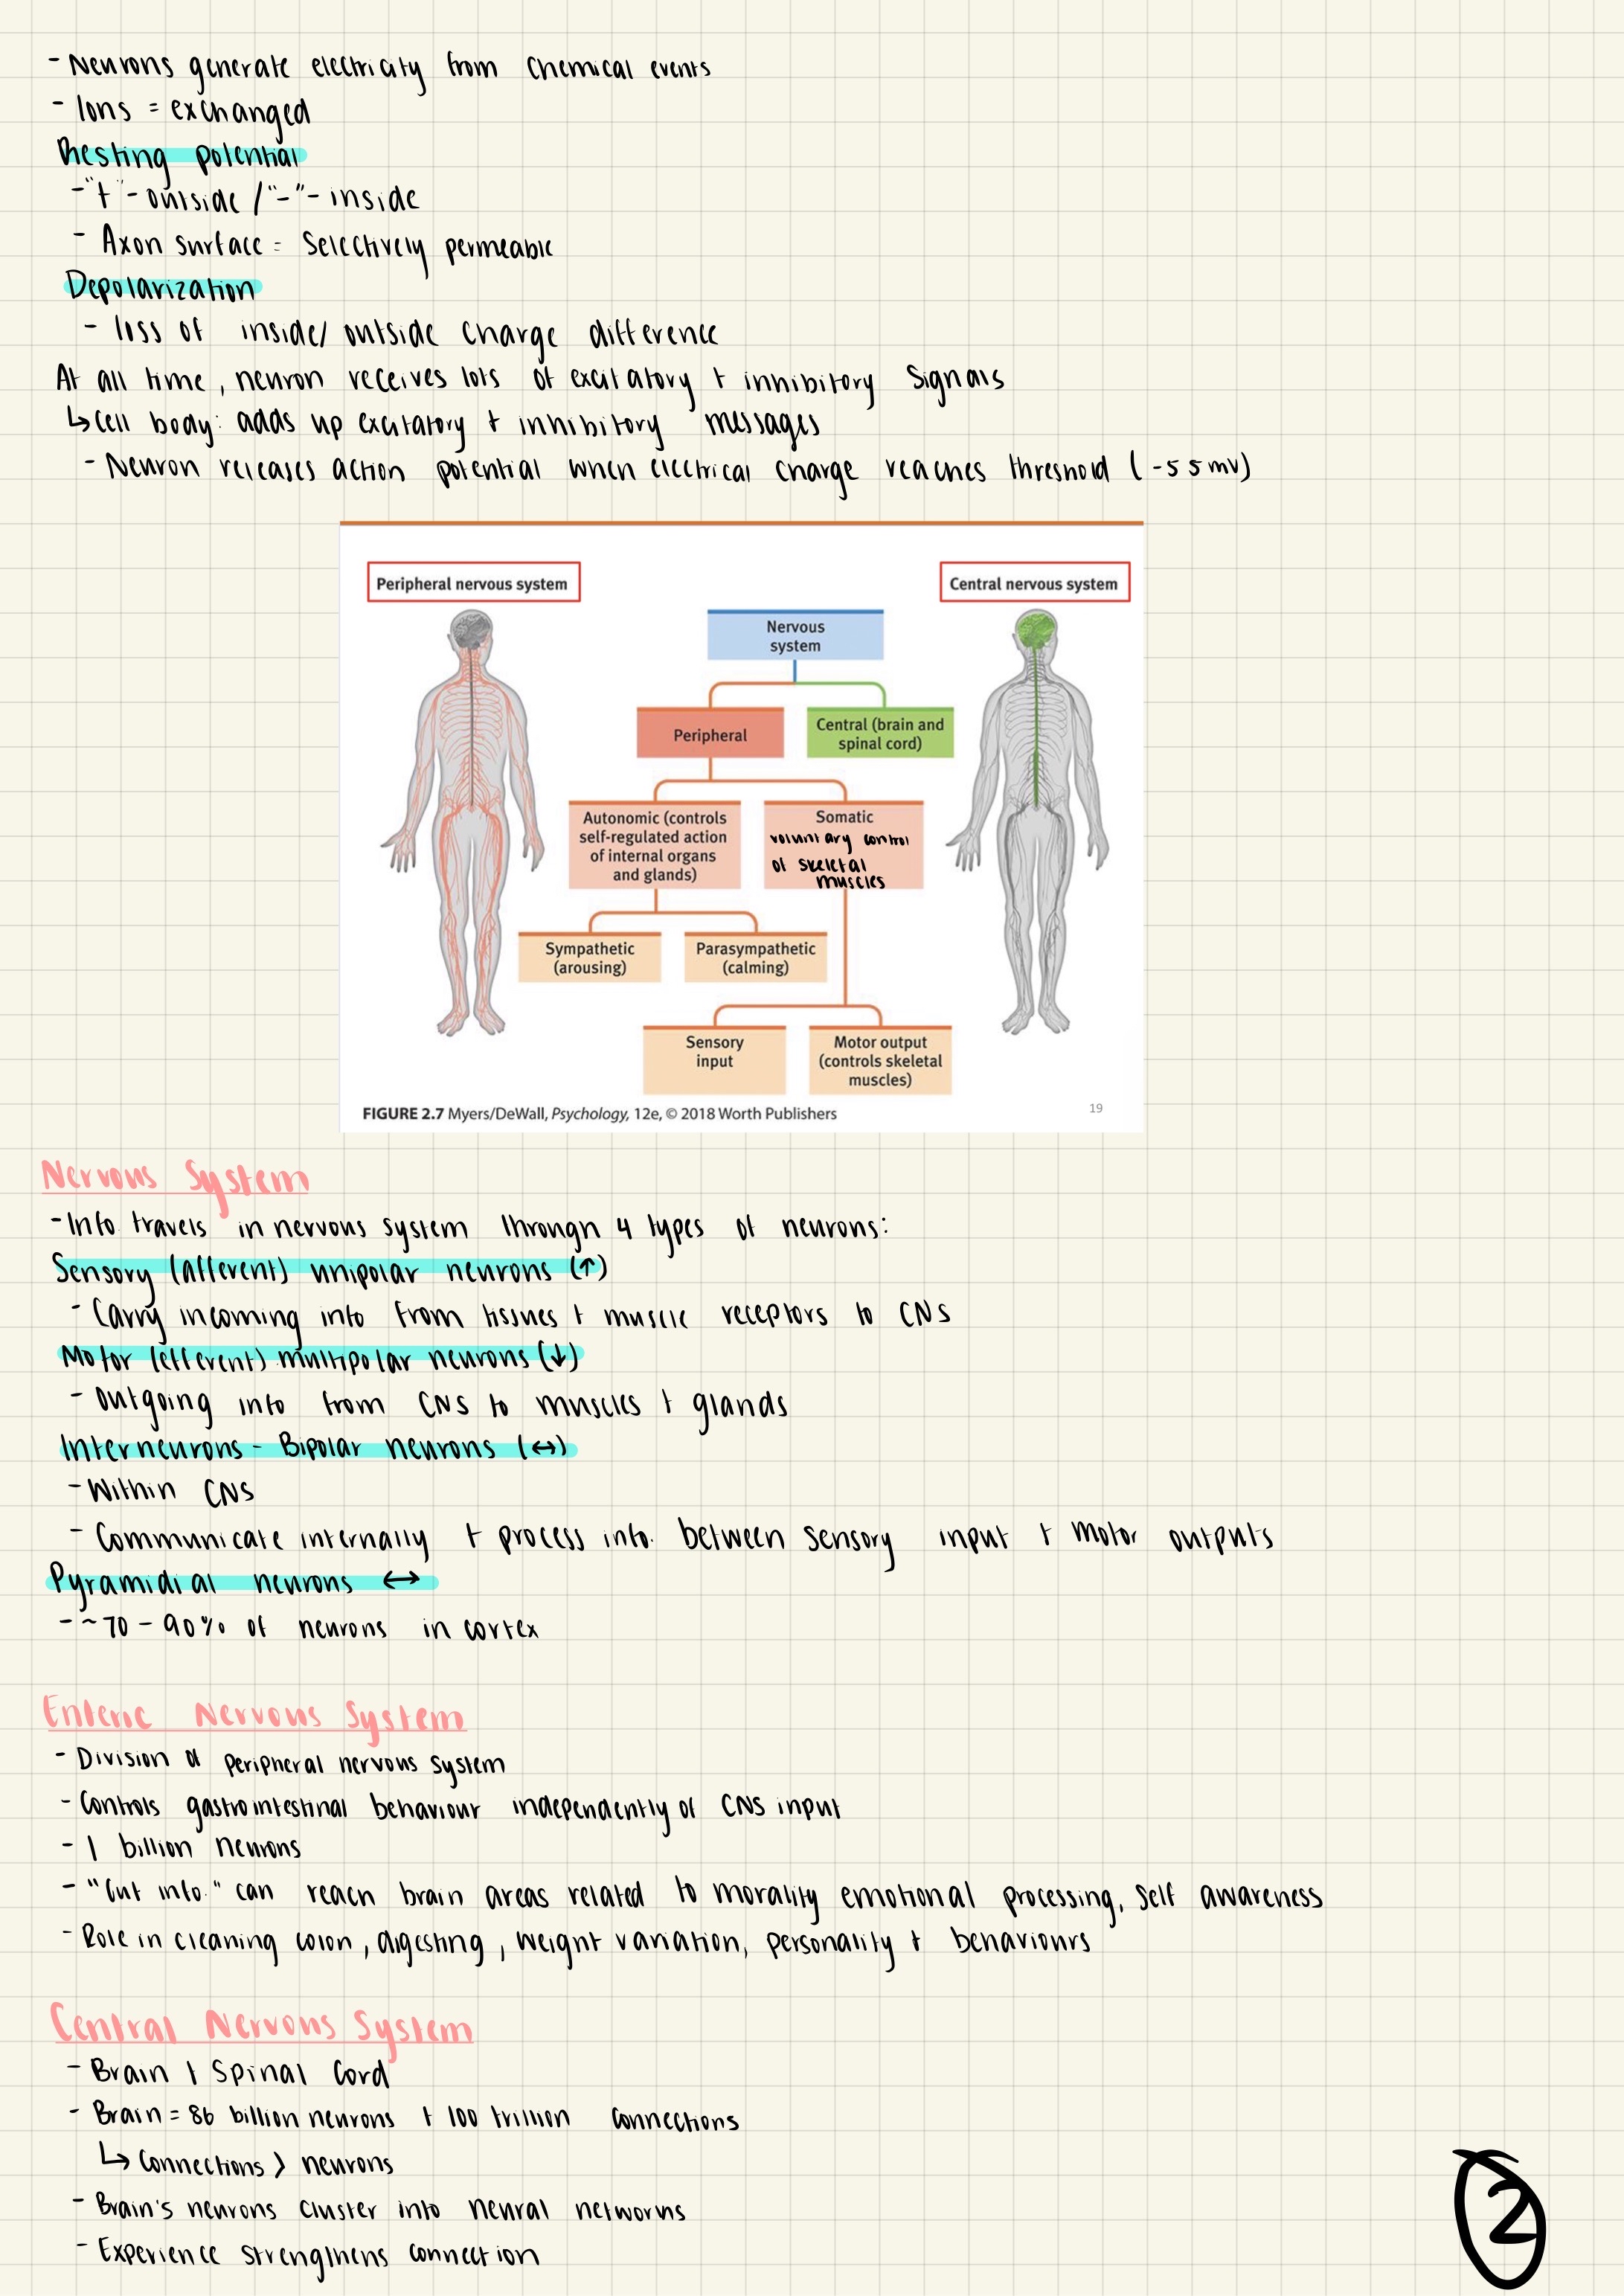 - Neurons generate electricity from chemical events
- Ions = exchanged
Resting potential
- "+" - outside / "-" - inside
- Axon surface = Selectively permeable
Depolarization
- loss of inside/outside charge difference
At all time, neuron receives lots of excitatory + inhibitory signals
↳ Cell body: adds up excitatory + inhibitory messages
- Neuron releases action potential when electrical charge reaches threshold (-55mv)
Peripheral nervous system
Central nervous system
Nervous
system
Peripheral
Central (brain and
spinal cord)
Autonomic (controls
self-regulated action
of internal organs
and glands)
Somatic
voluntary control
of skeletal
muscles
Sympathetic
(arousing)
Parasympathetic
(calming)
Sensory
input
Motor output
(controls skeletal
muscles)
FIGURE 2.7 Myers/DeWall, Psychology, 12e, © 2018 Worth Publishers
19
Nervous System
- Info. travels in nervous system through 4 types of neurons:
Sensory (afferent) unipolar neurons (↑)
- Carry incoming info from tissues + muscle receptors to CNS
Motor (efferent) multipolar neurons (↓)
- outgoing info from CNS to muscles + glands
Interneurons - Bipolar neurons (↔)
- Within CNS
- Communicate internally + process info. between sensory input + motor outputs
Pyramidial neurons ↔
- ~70-90% of neurons in cortex
Enteric Nervous System
- Division of peripheral nervous system
- Controls gastrointestinal behaviour independently of CNS input
- 1 billion neurons
- "Gut info." can reach brain areas related to morality emotional processing, self awareness
- Role in cleaning colon, digesting, weight variation, personality + behaviours
Central Nervous System
- Brain + Spinal Cord
- Brain = 86 billion neurons + 100 trillion connections
↳ Connections > neurons
- Brain's neurons cluster into neural networks
- Experience strengthens connection
2